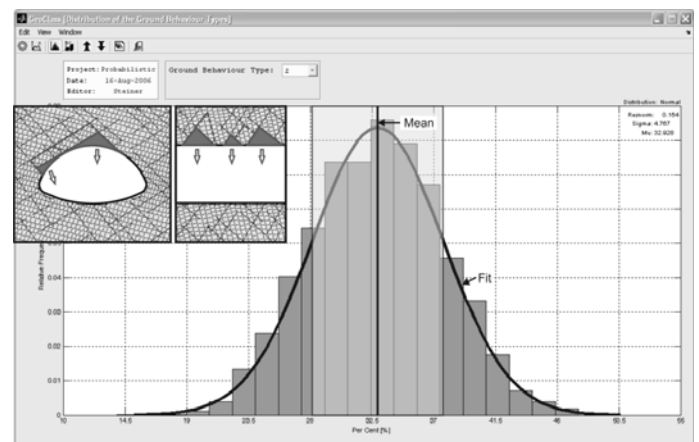 GeoClass [Distribution of the Ground Behaviour Types]
Edit View Window
Project: Probabilistic
Date: 16-Aug-2006
Editor: Steiner
Ground Behaviour Type: 2
Distribution: Normal
Resnorm: 0.154
Sigma: 4.767
Mu: 32.928
Mean
Fit
Relative Frequency
0.04
0.02
0.01
0
10 14.5 19 23.5 28 32.5 37 41.5 46 50.5 55
Per Cent [%]